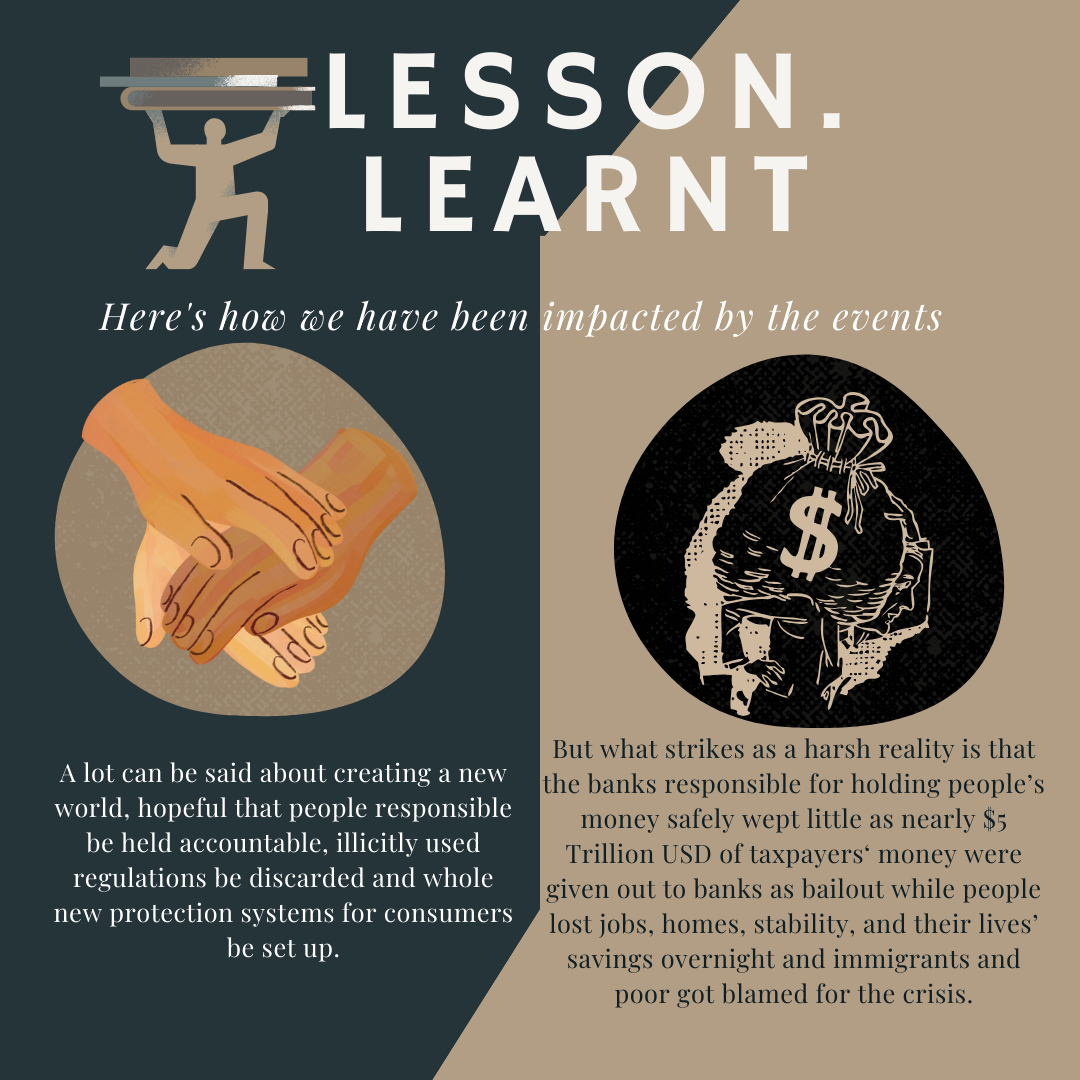 LESSON.
LEARNT
Here's how we have been impacted by the events
A lot can be said about creating a new
world, hopeful that people responsible
be held accountable, illicitly used
regulations be discarded and whole
new protection systems for consumers
be set up.
$
But what strikes as a harsh reality is that
the banks responsible for holding people’s
money safely wept little as nearly $5
Trillion USD of taxpayers‘ money were
given out to banks as bailout while people
lost jobs, homes, stability, and their lives’
savings overnight and immigrants and
poor got blamed for the crisis.